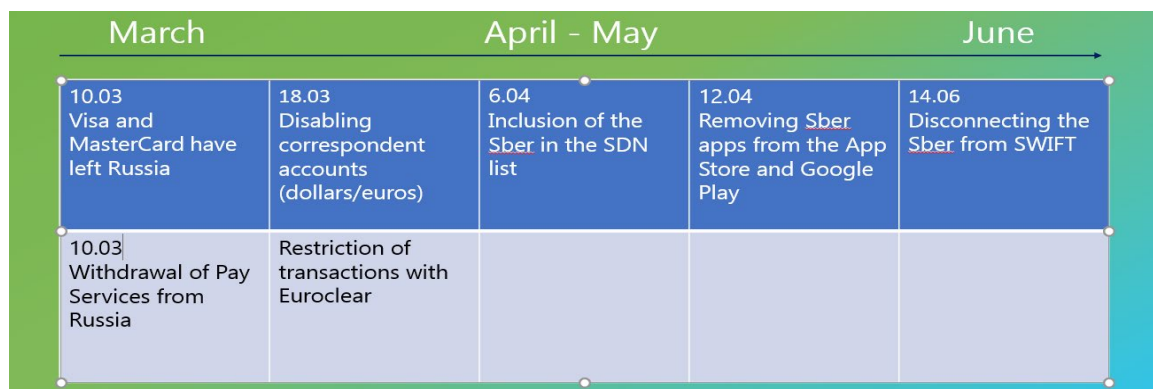 March
April - May
June
10.03
Visa and
MasterCard have
left Russia
18.03
Disabling
correspondent
accounts
(dollars/euros)
6.04
Inclusion of the
Sber in the SDN
list
12.04
Removing Sber
apps from the App
Store and Google
Play
14.06
Disconnecting the
Sber from SWIFT
10.03
Withdrawal of Pay
Services from
Russia
Restriction of
transactions with
Euroclear